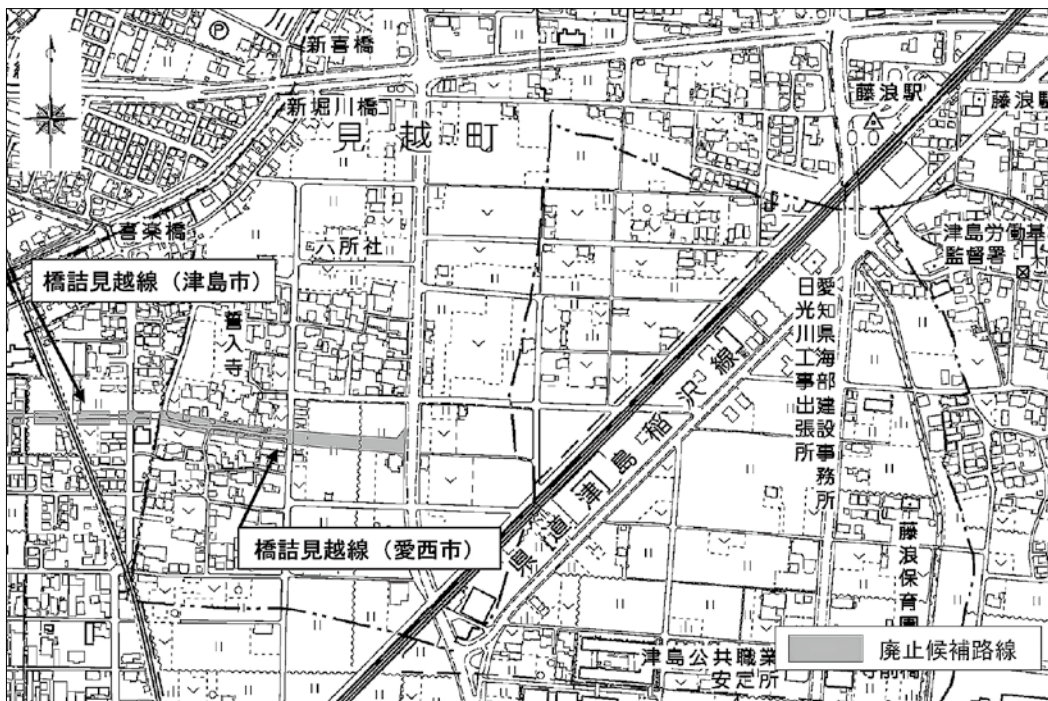 新喜橋
新堀川橋
見越町
藤浪駅
藤浪駅
喜楽橋
六所社
津島労働基
監督署
橋詰見越線（津島市）
誓入寺
愛知県海部建設事務所
日光川工事出張所
県道津島稲沢線
橋詰見越線（愛西市）
藤浪保育園
津島公共職業
安定所
廃止候補路線